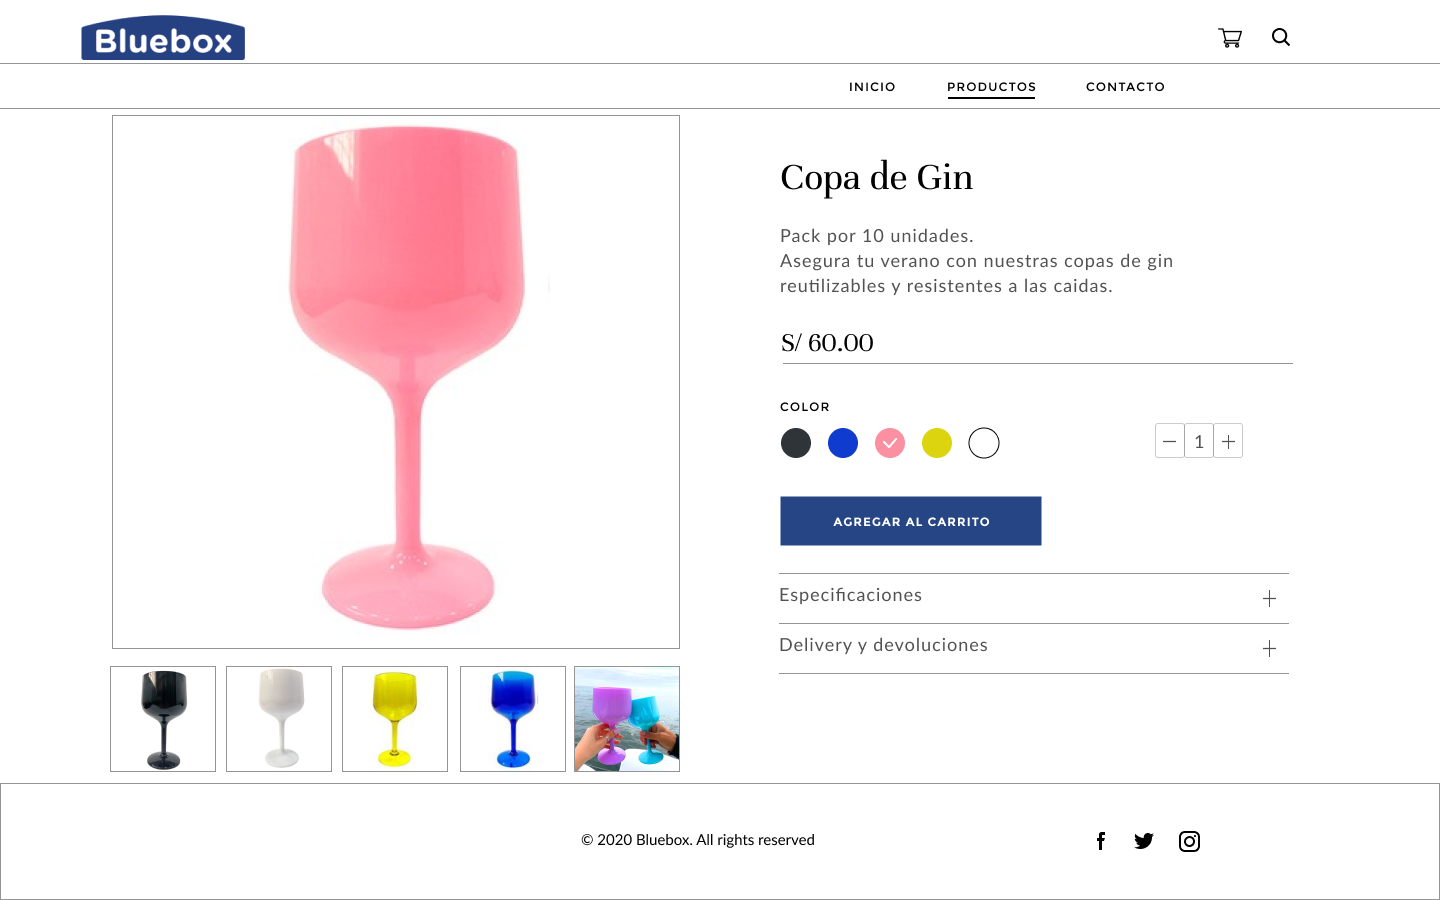 Bluebox
INICIO
PRODUCTOS
CONTACTO
Copa de Gin
Pack por 10 unidades.
Asegura tu verano con nuestras copas de gin
reutilizables y resistentes a las caidas.
S/ 60.00
COLOR
1
AGREGAR AL CARRITO
Especificaciones
Delivery y devoluciones
© 2020 Bluebox. All rights reserved